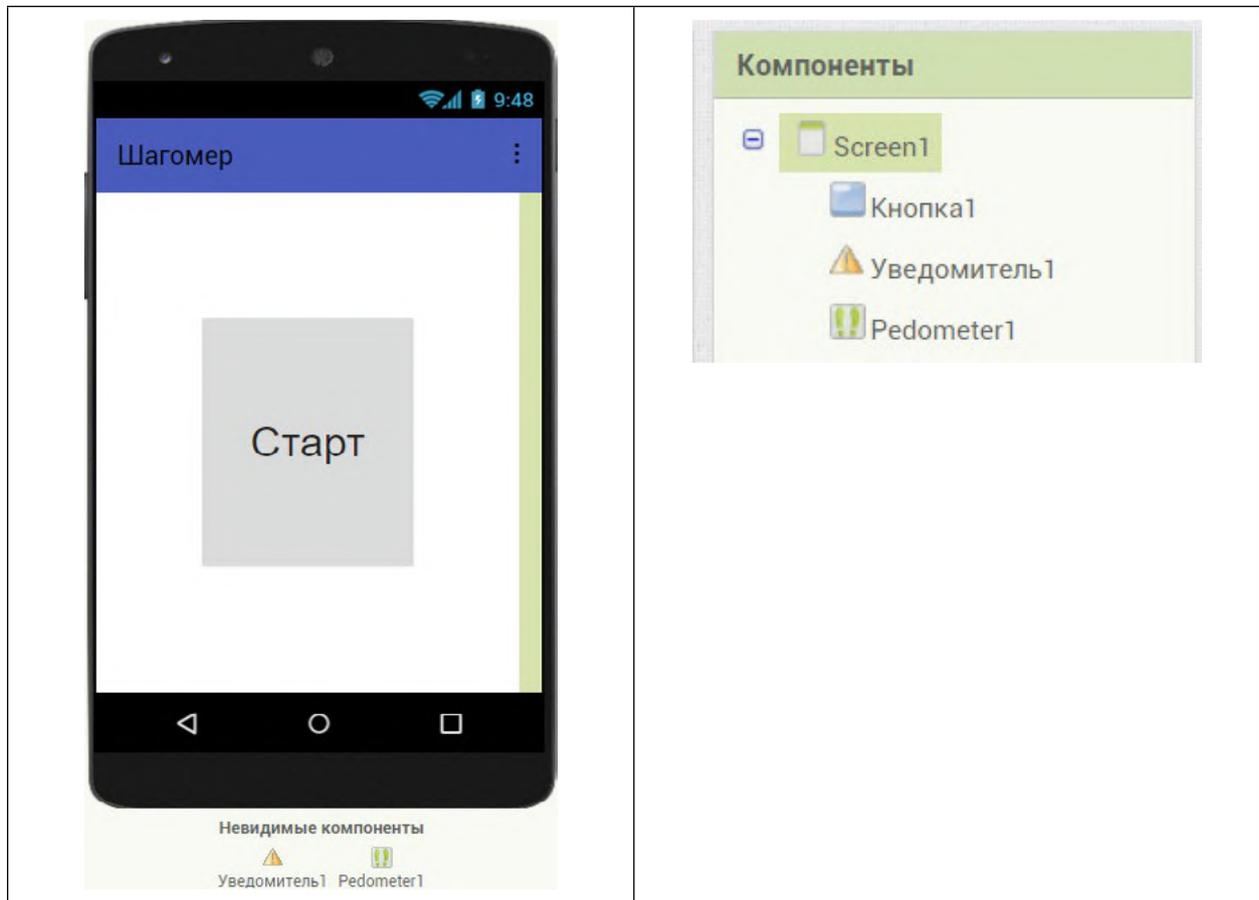 9:48
Шагомер
Старт
Невидимые компоненты
Уведомитель1 Pedometer1
Компоненты
Screen1
Кнопка1
Уведомитель1
Pedometer1